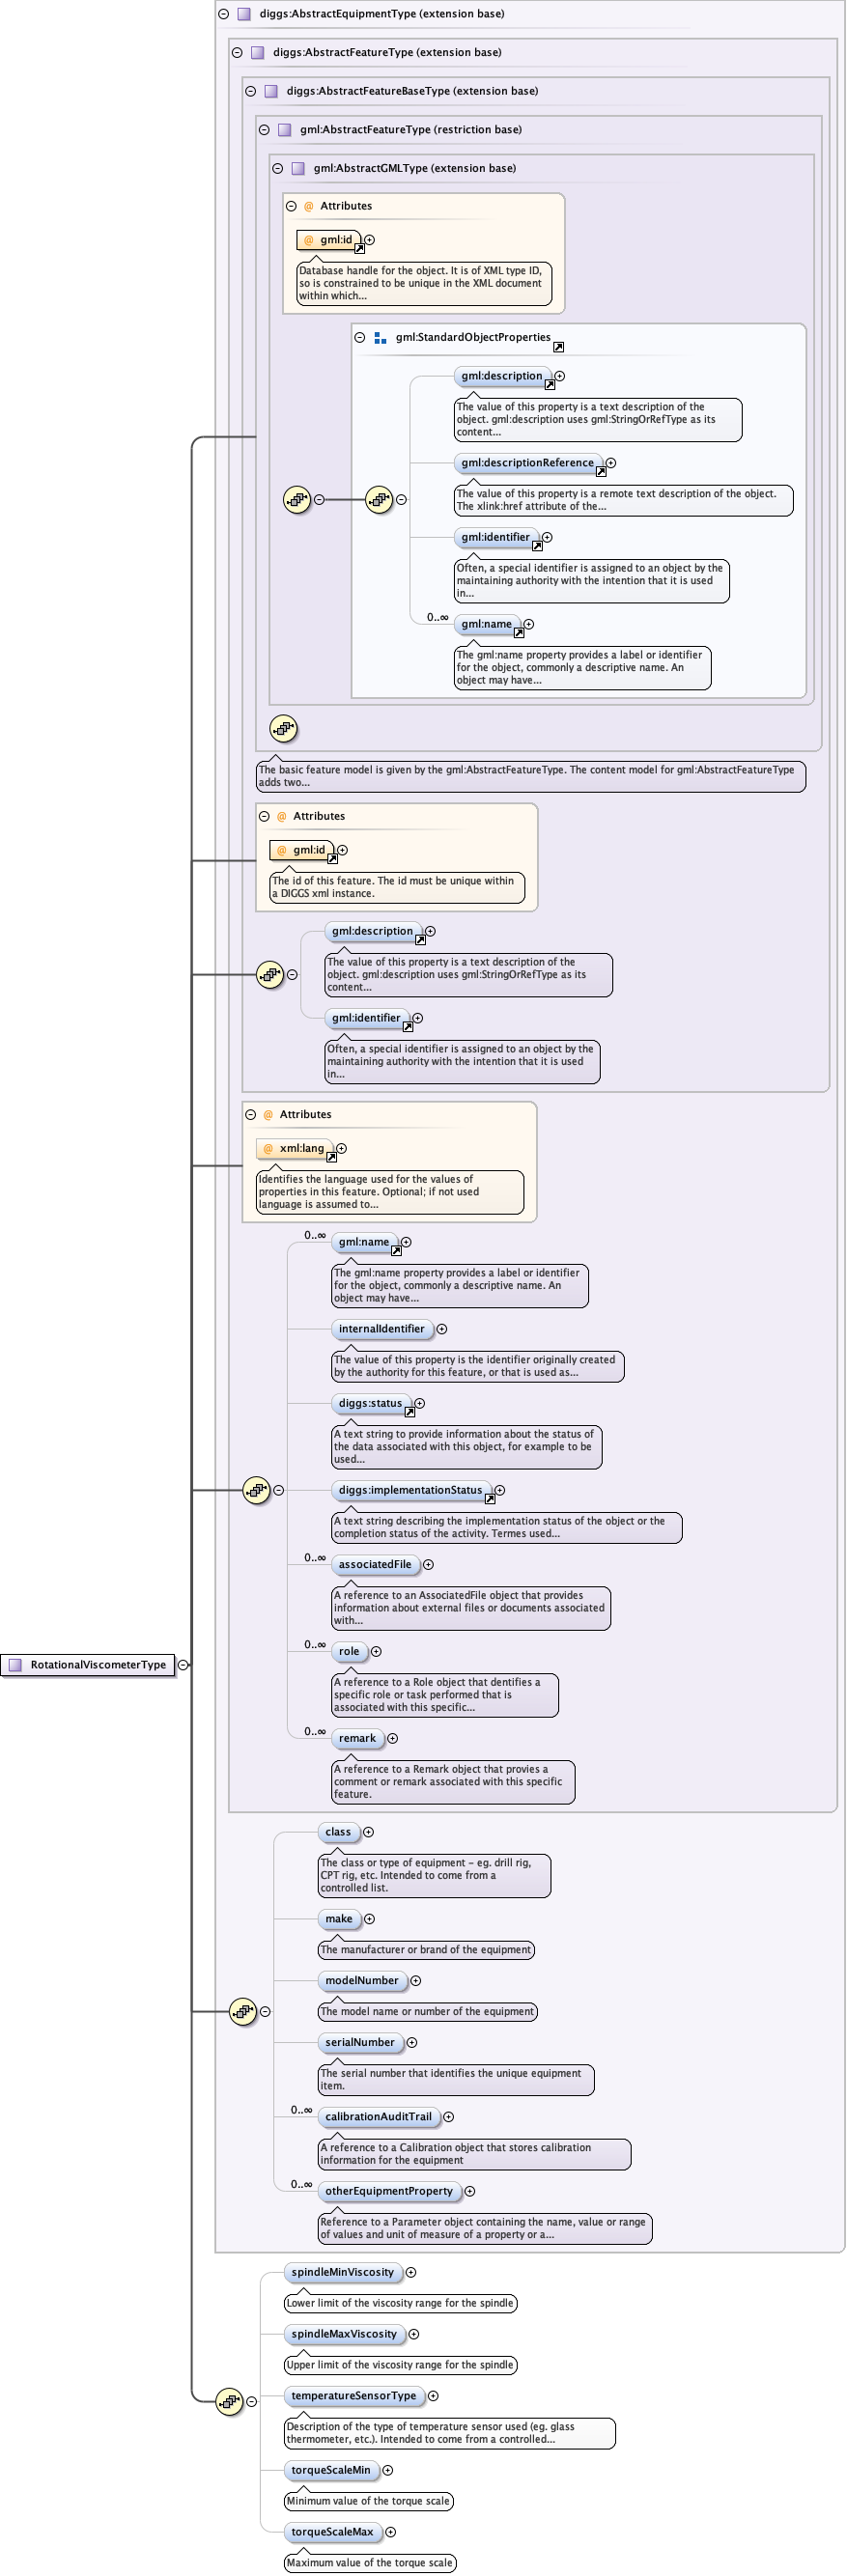 diggs:AbstractEquipmentType (extension base)
diggs:AbstractFeatureType (extension base)
diggs:AbstractFeatureBaseType (extension base)
gml:AbstractFeatureType (restriction base)
gml:AbstractGMLType (extension base)
@ Attributes
@ gml:id
Database handle for the object. It is of XML type ID,
so is constrained to be unique in the XML document
within which...
gml:StandardObjectProperties
gml:description
The value of this property is a text description of the
object. gml:description uses gml:StringOrRefType as its
content...
gml:descriptionReference
The value of this property is a remote text description of the object.
The xlink:href attribute of the...
gml:identifier
Often, a special identifier is assigned to an object by the
maintaining authority with the intention that it is used
in...
0..∞
gml:name
The gml:name property provides a label or identifier
for the object, commonly a descriptive name. An
object may have...
The basic feature model is given by the gml:AbstractFeatureType. The content model for gml:AbstractFeatureType
adds two...
@ Attributes
@ gml:id
The id of this feature. The id must be unique within
a DIGGS xml instance.
gml:description
The value of this property is a text description of the
object. gml:description uses gml:StringOrRefType as its
content...
gml:identifier
Often, a special identifier is assigned to an object by the
maintaining authority with the intention that it is used
in...
@ Attributes
@ xml:lang
Identifies the language used for the values of
properties in this feature. Optional; if not used
language is assumed to...
0..∞
gml:name
The gml:name property provides a label or identifier
for the object, commonly a descriptive name. An
object may have...
internalIdentifier
The value of this property is the identifier originally created
by the authority for this feature, or that is used as...
diggs:status
A text string to provide information about the status of
the data associated with this object, for example to be
used...
diggs:implementationStatus
A text string describing the implementation status of the object or the
completion status of the activity. Termes used...
0..∞
associatedFile
A reference to an AssociatedFile object that provides
information about external files or documents associated
with...
0..∞
role
A reference to a Role object that dentifies a
specific role or task performed that is
associated with this specific...
RotationalViscometerType
0..∞
remark
A reference to a Remark object that provies a
comment or remark associated with this specific
feature.
class
The class or type of equipment - eg. drill rig,
CPT rig, etc. Intended to come from a
controlled list.
make
The manufacturer or brand of the equipment
modelNumber
The model name or number of the equipment
serialNumber
The serial number that identifies the unique equipment
item.
0..∞
calibrationAuditTrail
A reference to a Calibration object that stores calibration
information for the equipment
0..∞
otherEquipmentProperty
Reference to a Parameter object containing the name, value or range
of values and unit of measure of a property or a...
spindleMinViscosity
Lower limit of the viscosity range for the spindle
spindleMaxViscosity
Upper limit of the viscosity range for the spindle
temperatureSensorType
Description of the type of temperature sensor used (eg. glass
thermometer, etc.). Intended to come from a controlled...
torqueScaleMin
Minimum value of the torque scale
torqueScaleMax
Maximum value of the torque scale